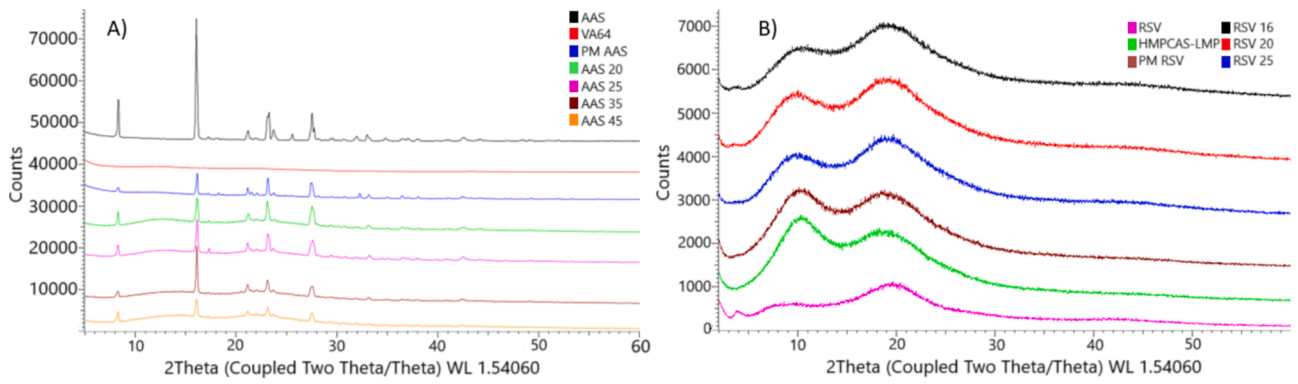 A)
AAS
VA64
PM AAS
AAS 20
AAS 25
AAS 35
AAS 45
Counts
70000
60000
50000
40000
30000
20000
10000
10
20
30
40
50
60
2Theta (Coupled Two Theta/Theta) WL 1.54060
B)
RSV
HMPCAS-LMP
PM RSV
RSV 16
RSV 20
RSV 25
Counts
7000
6000
5000
4000
3000
2000
1000
0
10
20
30
40
50
2Theta (Coupled Two Theta/Theta) WL 1.54060